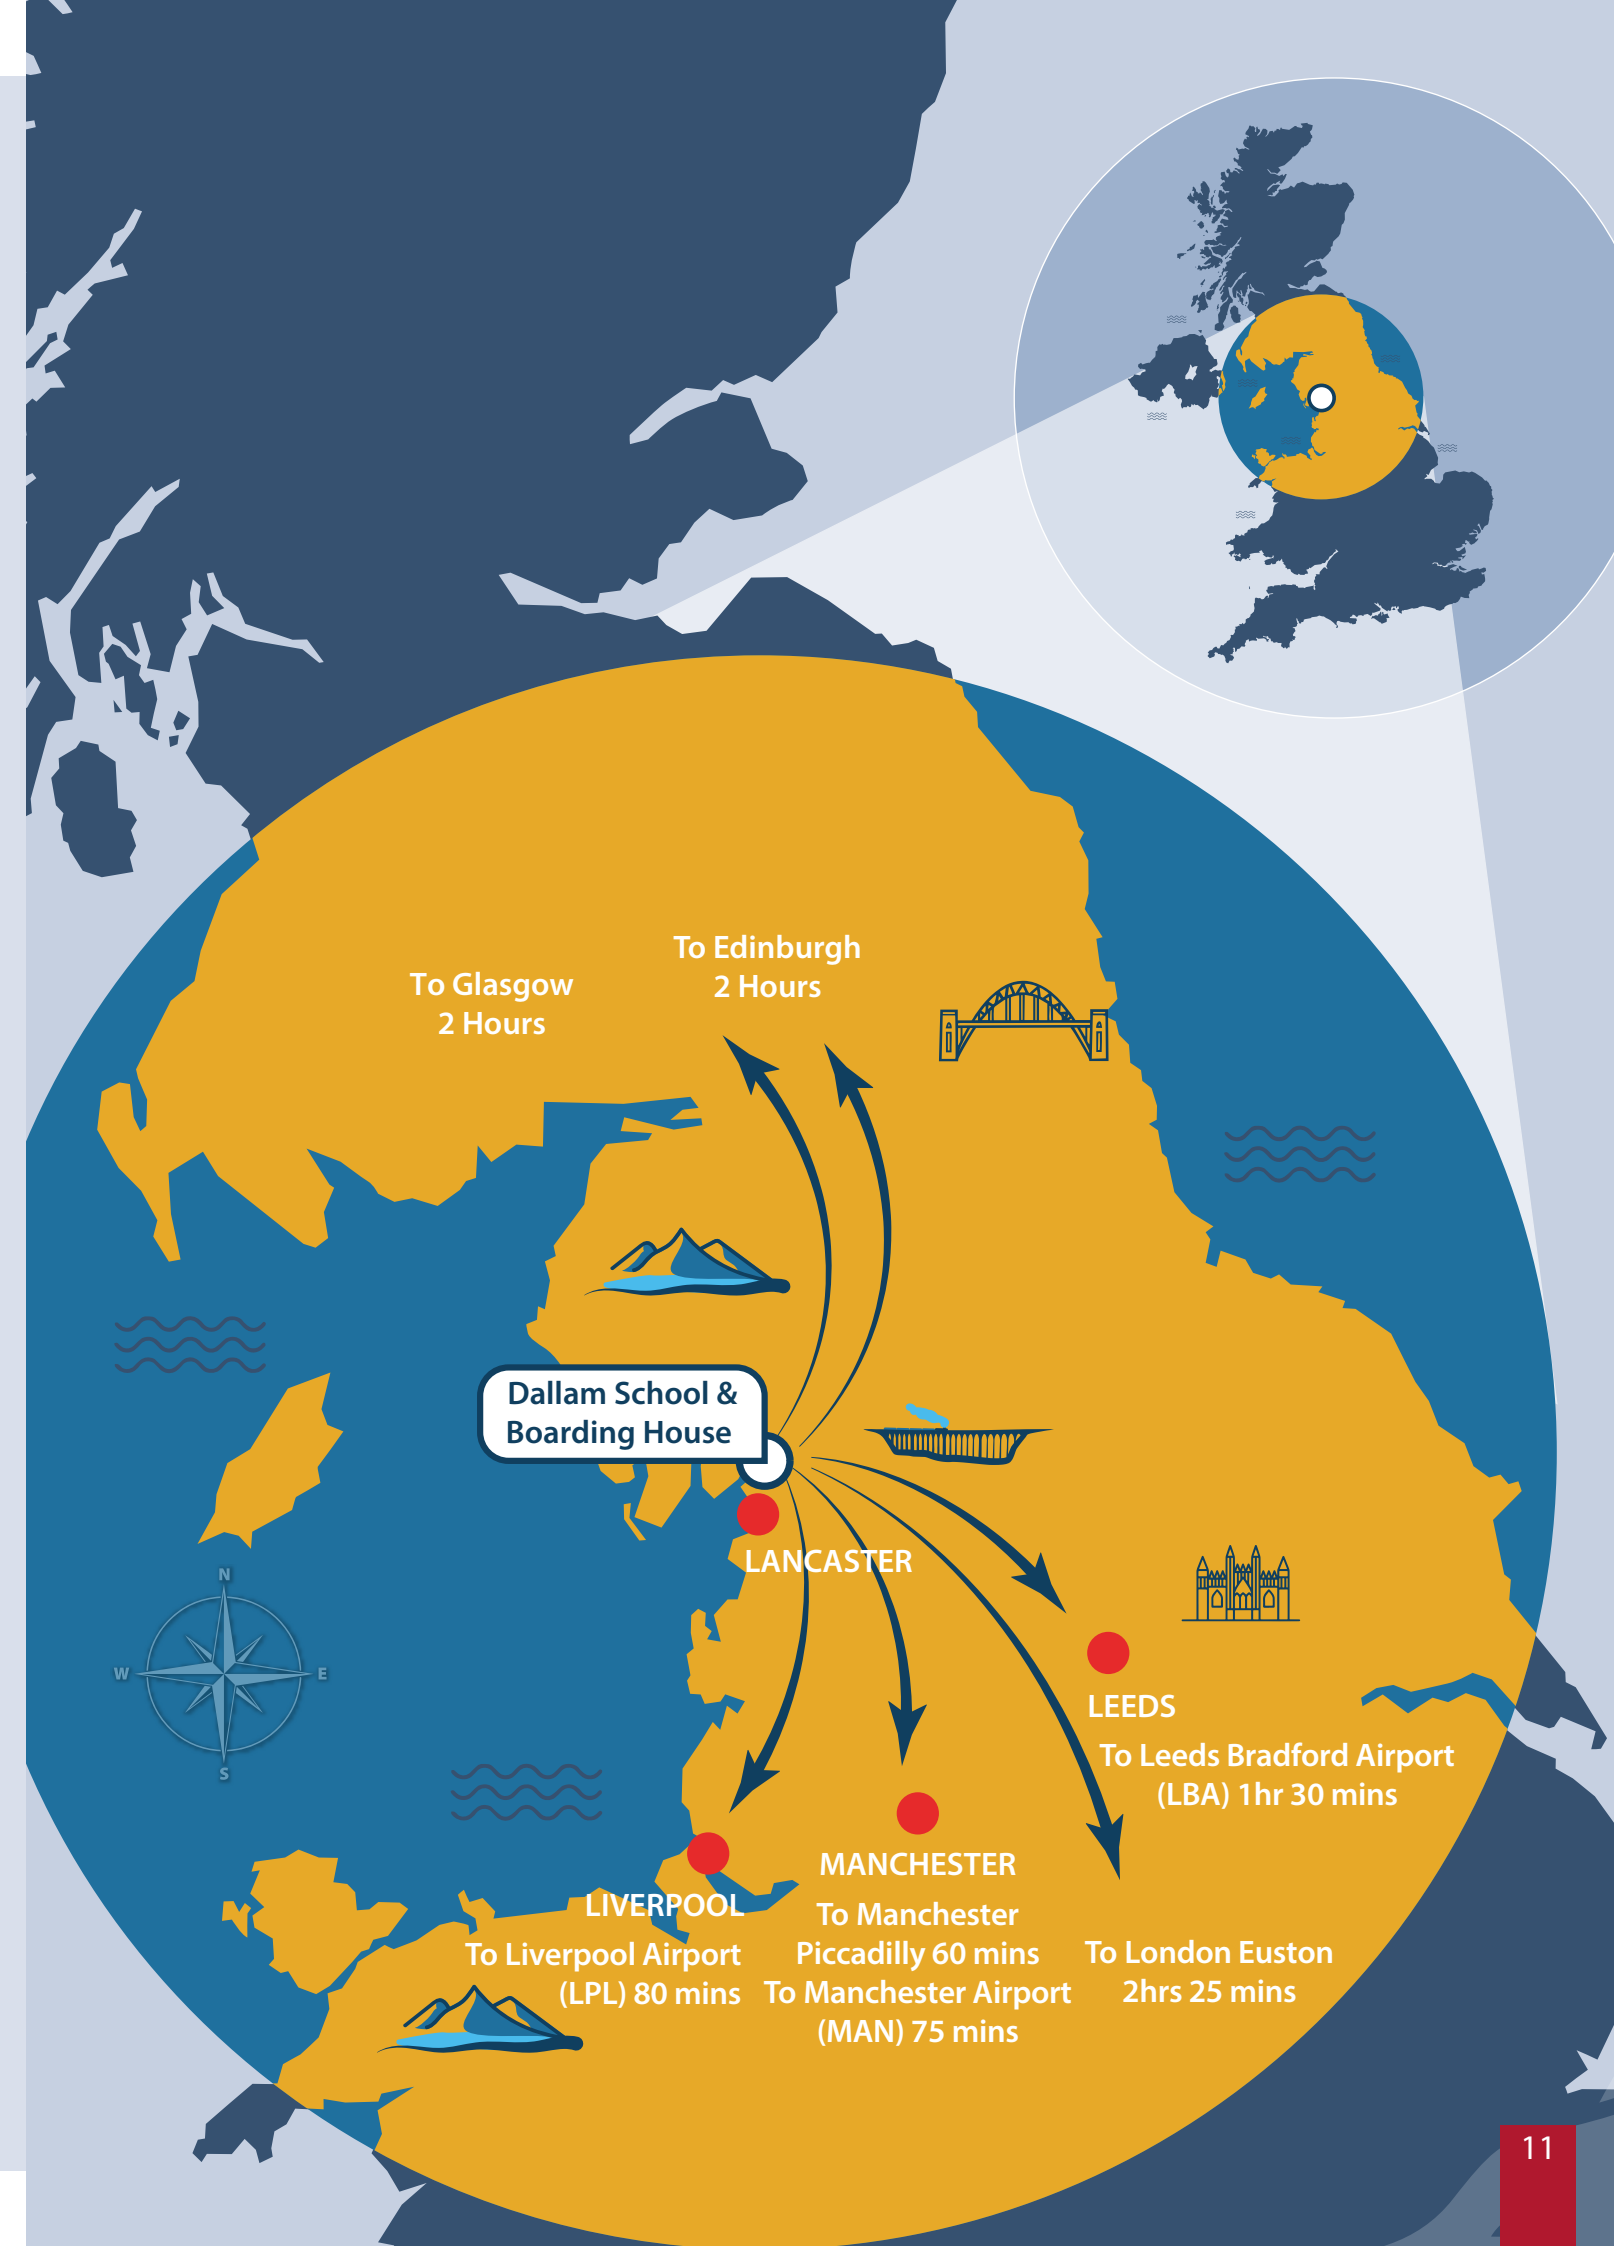 To Edinburgh
2 Hours
To Glasgow
2 Hours
Dallam School &
Boarding House
LANCASTER
N
W
E
S
LEEDS
To Leeds Bradford Airport
(LBA) 1hr 30 mins
MANCHESTER
To Manchester
Piccadilly 60 mins
To Manchester Airport
(MAN) 75 mins
LIVERPOOL
To Liverpool Airport
(LPL) 80 mins
To London Euston
2hrs 25 mins
11